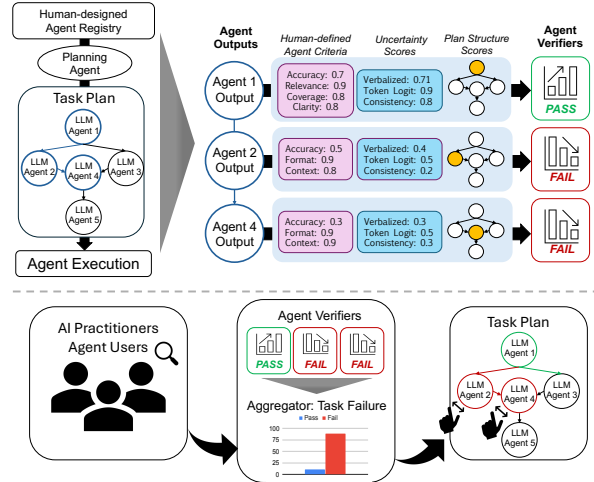 Human-designed
Agent Registry
Planning
Agent
Task Plan
LLM
Agent 1
LLM
Agent 2
LLM
Agent 4
LLM
Agent 3
LLM
Agent 5
Agent Execution
Agent
Outputs
Human-defined
Agent Criteria
Uncertainty
Scores
Plan Structure
Scores
Agent
Verifiers
Agent 1
Output
Accuracy: 0.7
Relevance: 0.9
Coverage: 0.8
Clarity: 0.8
Verbalized: 0.71
Token Logit: 0.9
Consistency: 0.8
PASS
Agent 2
Output
Accuracy: 0.5
Format: 0.9
Context: 0.8
Verbalized: 0.4
Token Logit: 0.5
Consistency: 0.2
FAIL
Agent 4
Output
Accuracy: 0.3
Format: 0.9
Context: 0.9
Verbalized: 0.3
Token Logit: 0.5
Consistency: 0.3
FAIL
AI Practitioners
Agent Users
Agent Verifiers
PASS
FAIL
FAIL
Aggregator: Task Failure
Pass Fail
100
75
50
25
0
Task Plan
LLM
Agent 1
LLM
Agent 2
LLM
Agent 4
LLM
Agent 3
LLM
Agent 5